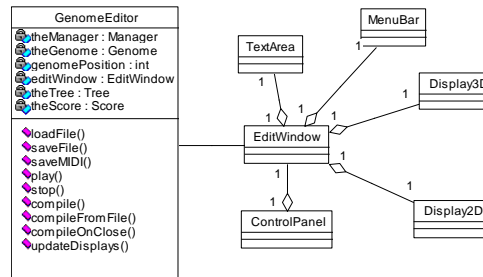 GenomeEditor
theManager : Manager
theGenome : Genome
genomePosition : int
editWindow : EditWindow
theTree : Tree
theScore : Score
loadFile()
saveFile()
saveMIDI()
play()
stop()
compile()
compileFromFile()
compileOnClose()
updateDisplays()
MenuBar
TextArea
1
1
1
1
Display3D
1
1
EditWindow
1
1
1
1
ControlPanel
Display2D